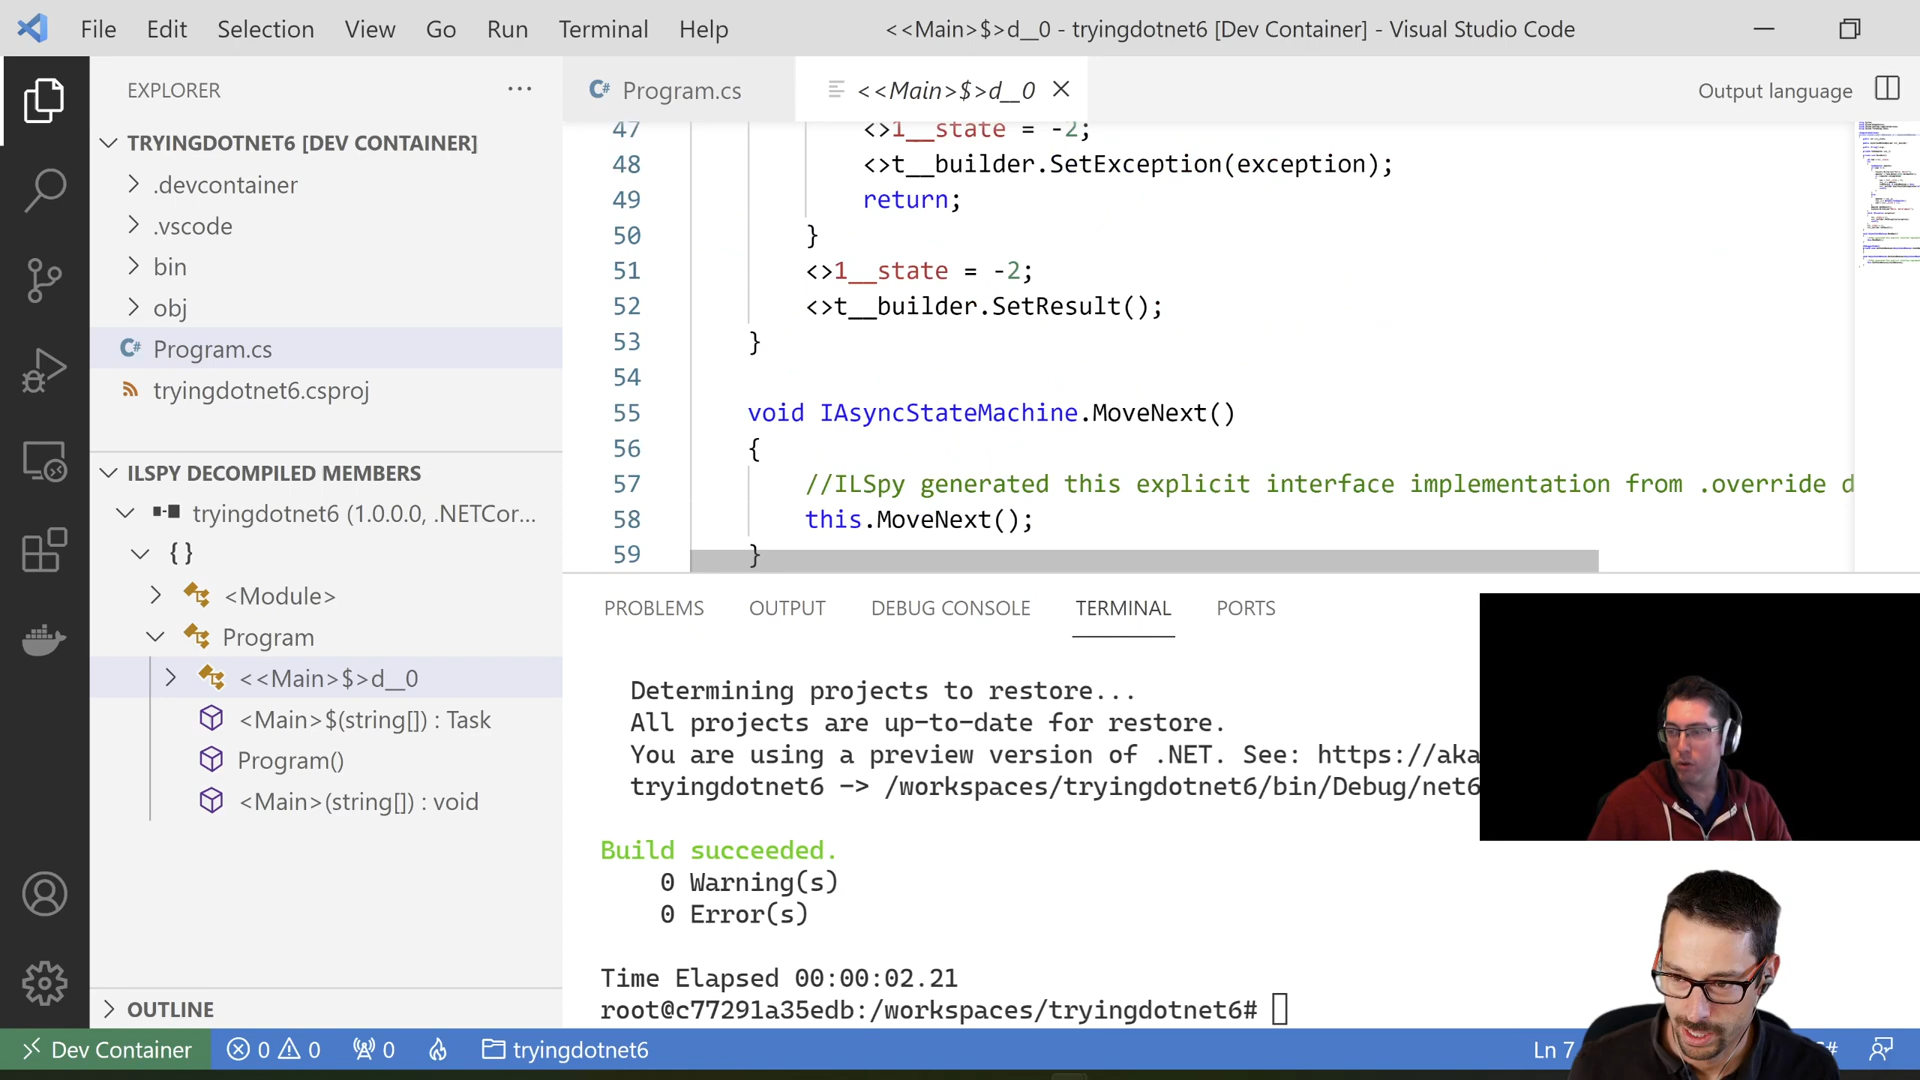 File Edit Selection View Go Run Terminal Help <<Main>$>d__0 - tryingdotnet6 [Dev Container] - Visual Studio Code
EXPLORER ...
TRYINGDOTNET6 [DEV CONTAINER]
.devcontainer
.vscode
bin
obj
C# Program.cs
tryingdotnet6.csproj
ILSPY DECOMPILED MEMBERS
tryingdotnet6 (1.0.0.0, .NETCor...
{}
<Module>
Program
<<Main>$>d__0
<Main>$(string[]) : Task
Program()
<Main>(string[]) : void
OUTLINE
C# Program.cs <<Main>$>d__0 Output language
47 <>1__state = -2;
48 <>t__builder.SetException(exception);
49 return;
50 }
51 <>1__state = -2;
52 <>t__builder.SetResult();
53 }
54
55 void IAsyncStateMachine.MoveNext()
56 {
57 //ILSpy generated this explicit interface implementation from .override d
58 this.MoveNext();
59 }
PROBLEMS OUTPUT DEBUG CONSOLE TERMINAL PORTS
Determining projects to restore...
All projects are up-to-date for restore.
You are using a preview version of .NET. See: https://aka
tryingdotnet6 -> /workspaces/tryingdotnet6/bin/Debug/net6
Build succeeded.
0 Warning(s)
0 Error(s)
Time Elapsed 00:00:02.21
root@c77291a35edb:/workspaces/tryingdotnet6#
Dev Container 0 0 0 tryingdotnet6 Ln 7